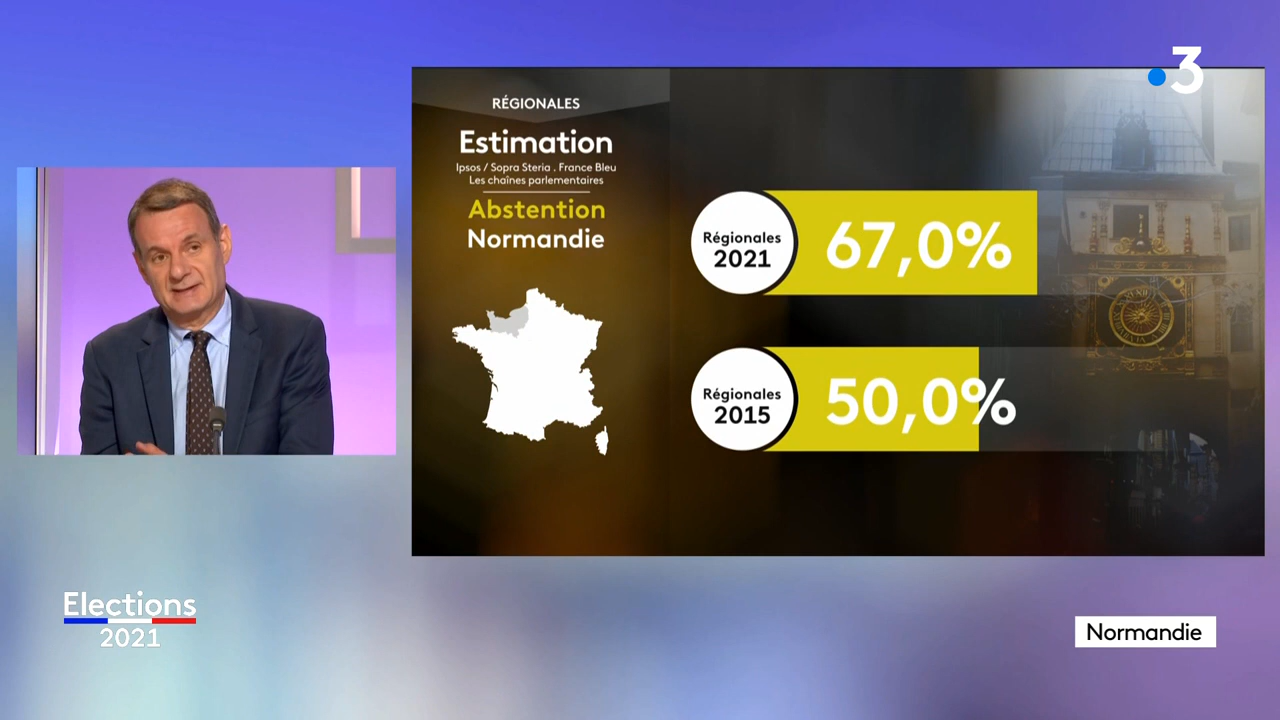 3
RÉGIONALES
Estimation
Ipsos / Sopra Steria . France Bleu
Les chaînes parlementaires
Abstention
Normandie
Régionales
2021
67,0%
Régionales
2015
50,0%
Elections
2021
Normandie